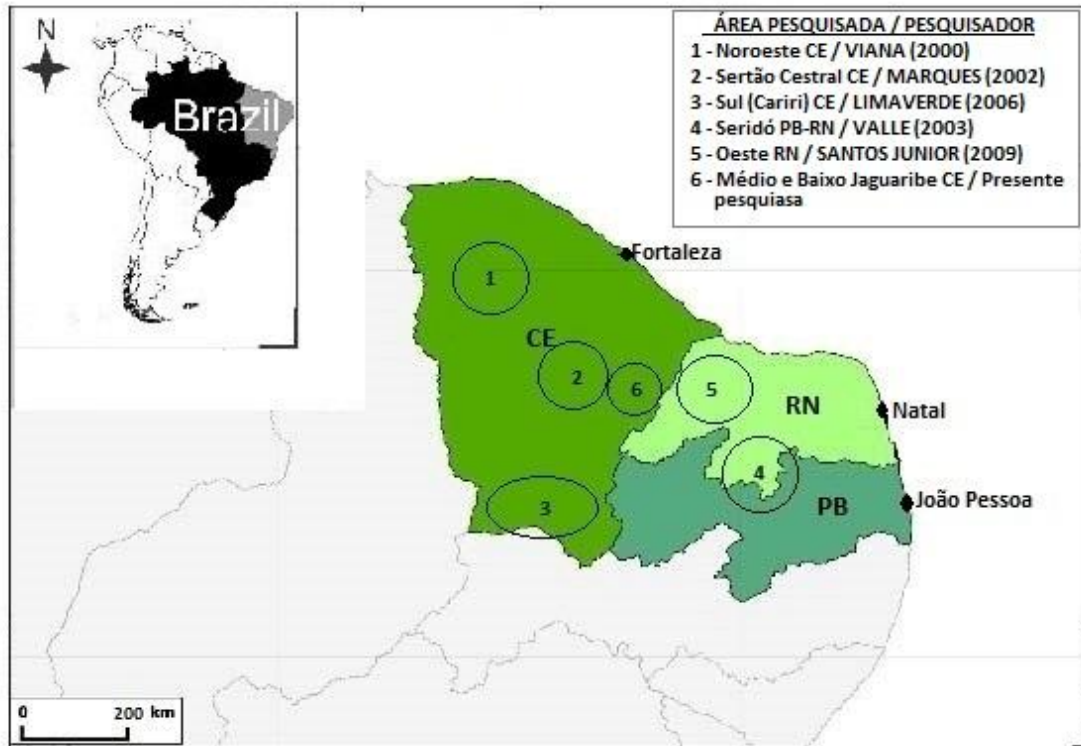 N
Brazil
ÁREA PESQUISADA / PESQUISADOR
1 - Noroeste CE / VIANA (2000)
2 - Sertão Central CE / MARQUES (2002)
3 - Sul (Cariri) CE / LIMAVERDE (2006)
4 - Seridó PB-RN / VALLE (2003)
5 - Oeste RN / SANTOS JUNIOR (2009)
6 - Médio e Baixo Jaguaribe CE / Presente
pesquiasa
Fortaleza
1
CE
2
6
5
RN
Natal
4
3
PB
João Pessoa
0 200 km